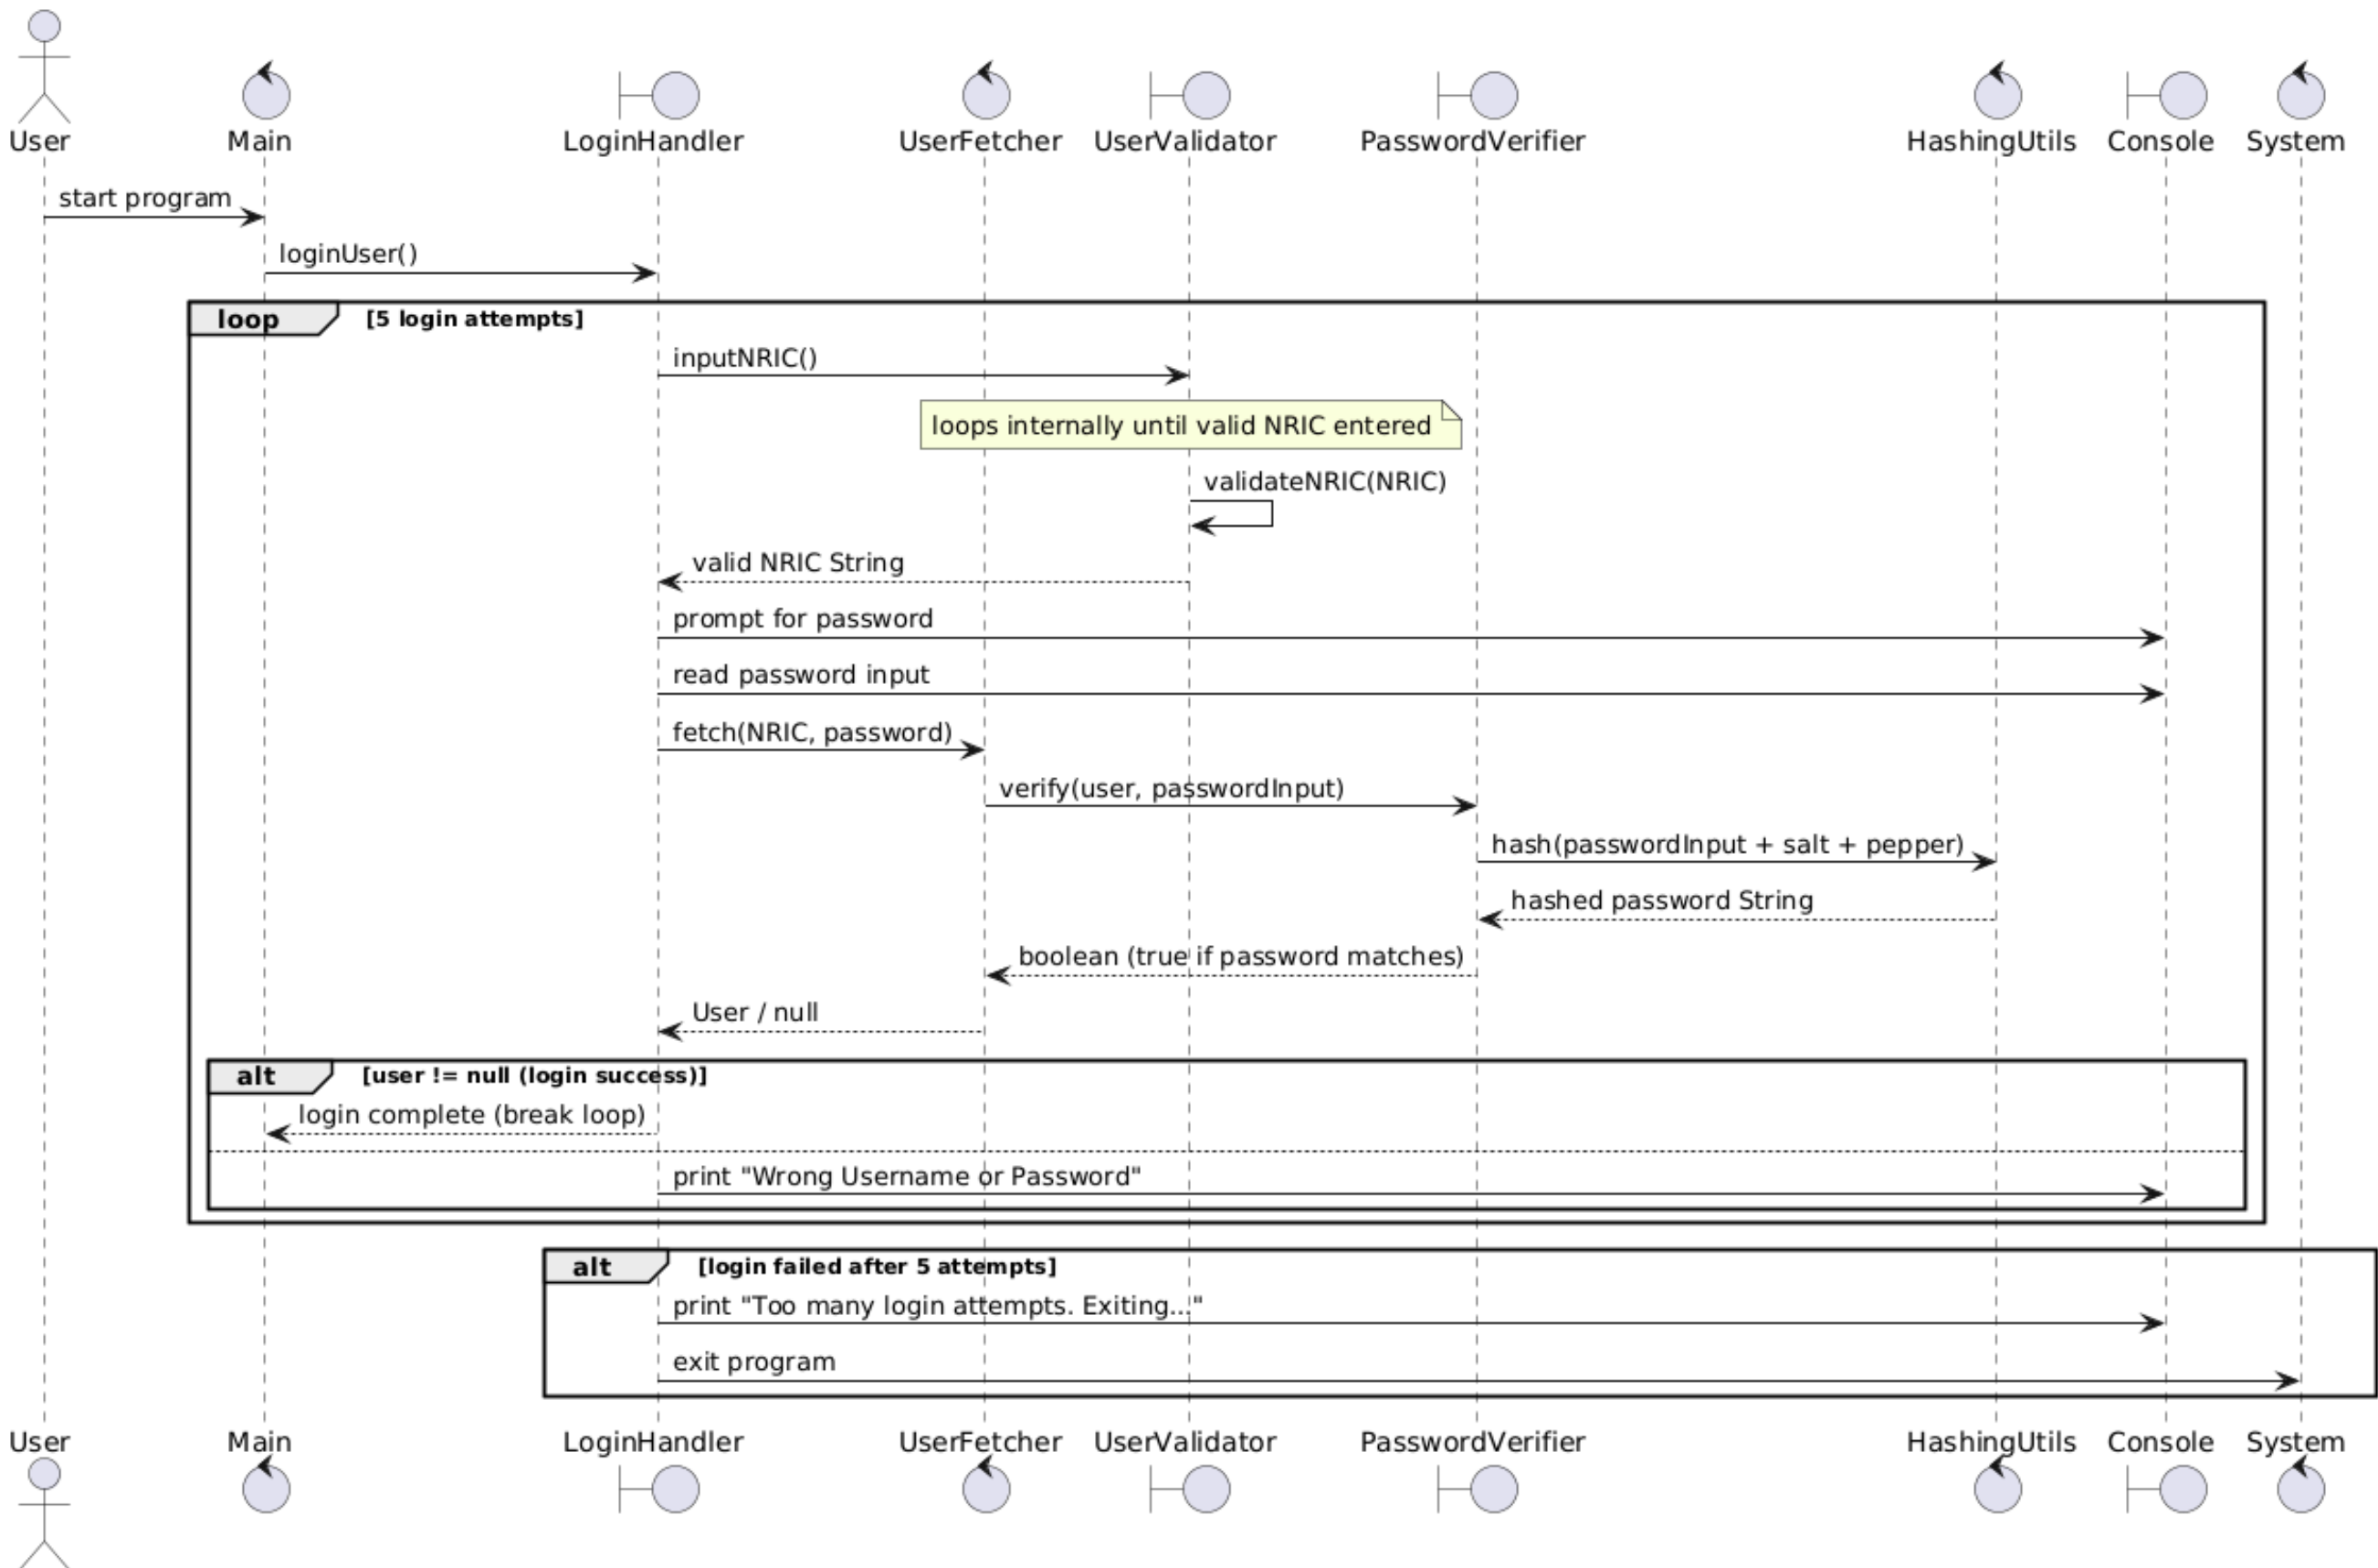 User
Main
LoginHandler
UserFetcher
UserValidator
PasswordVerifier
HashingUtils
Console
System
start program
loginUser()
loop [5 login attempts]
inputNRIC()
loops internally until valid NRIC entered
validateNRIC(NRIC)
valid NRIC String
prompt for password
read password input
fetch(NRIC, password)
verify(user, passwordInput)
hash(passwordInput + salt + pepper)
hashed password String
boolean (true if password matches)
User / null
alt [user != null (login success)]
login complete (break loop)
print "Wrong Username or Password"
alt [login failed after 5 attempts]
print "Too many login attempts. Exiting..."
exit program
User
Main
LoginHandler
UserFetcher
UserValidator
PasswordVerifier
HashingUtils
Console
System